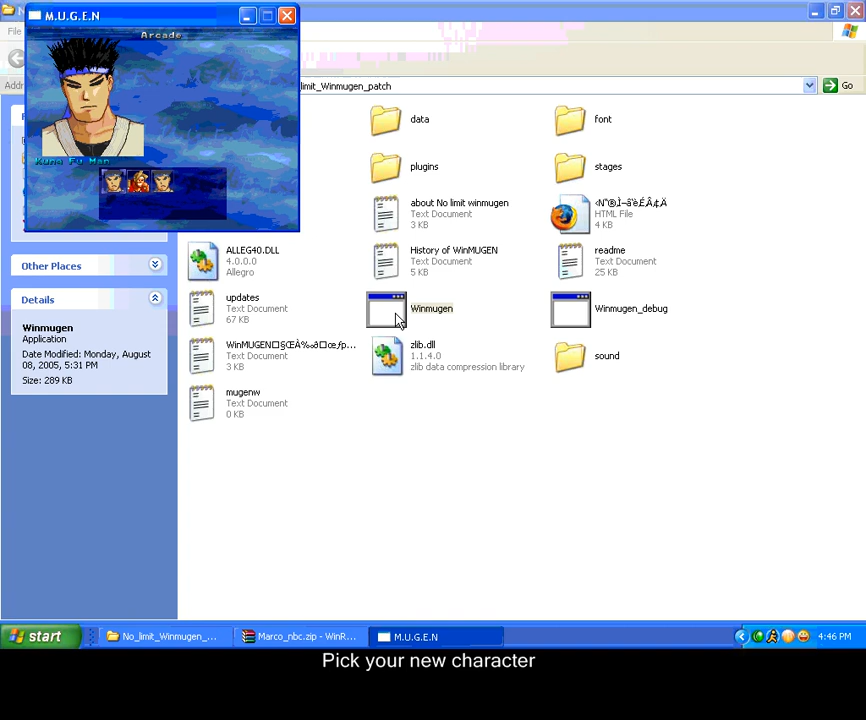 M.U.G.E.N
Arcade
Kung Fu Man
File
Addr
limit_Winmugen_patch
Go
data
font
plugins
stages
about No limit winmugen
Text Document
3 KB
HTML File
4 KB
ALLEG40.DLL
4.0.0.0
Allegro
History of WinMUGEN
Text Document
5 KB
readme
Text Document
25 KB
Other Places
Details
Winmugen
Application
Date Modified: Monday, August
08, 2005, 5:31 PM
Size: 289 KB
updates
Text Document
67 KB
Winmugen
Winmugen_debug
Text Document
3 KB
zlib.dll
1.1.4.0
zlib data compression library
sound
mugenw
Text Document
0 KB
start
No_limit_Winmugen_...
Marco_nbc.zip - WinR...
M.U.G.E.N
4:46 PM
Pick your new character